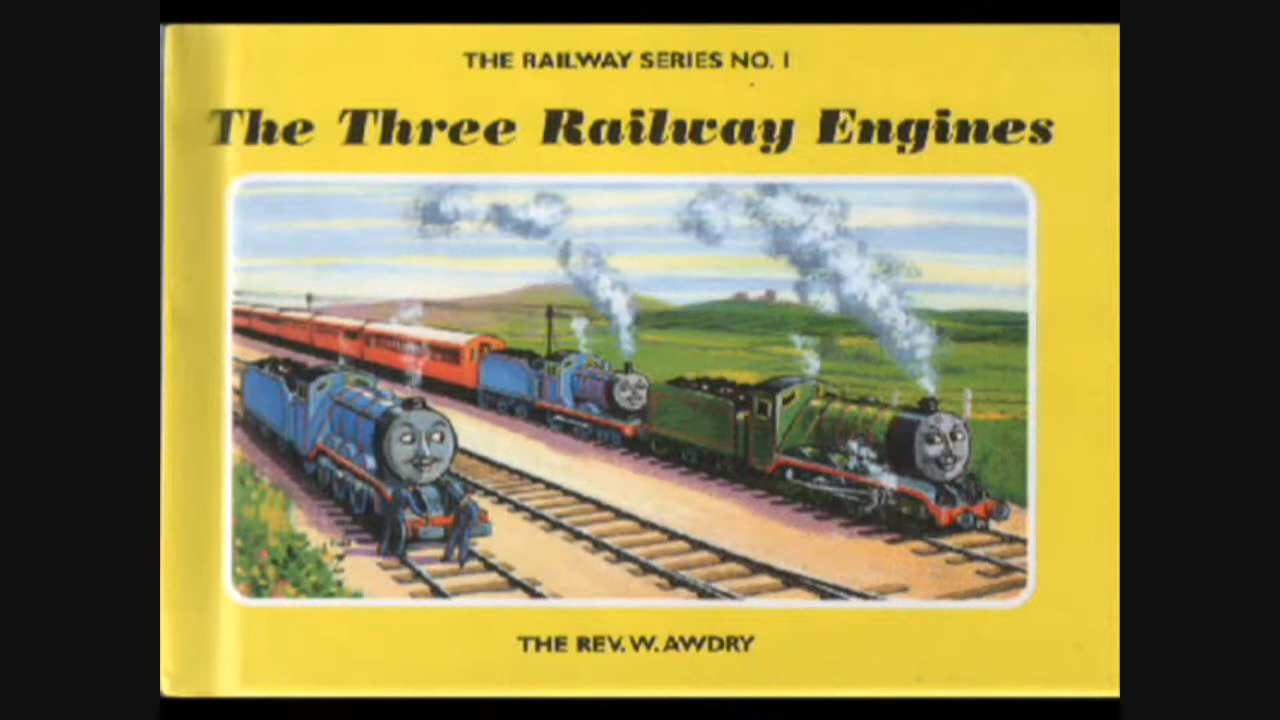 THE RAILWAY SERIES NO. 1
The Three Railway Engines
THE REV. W. AWDRY